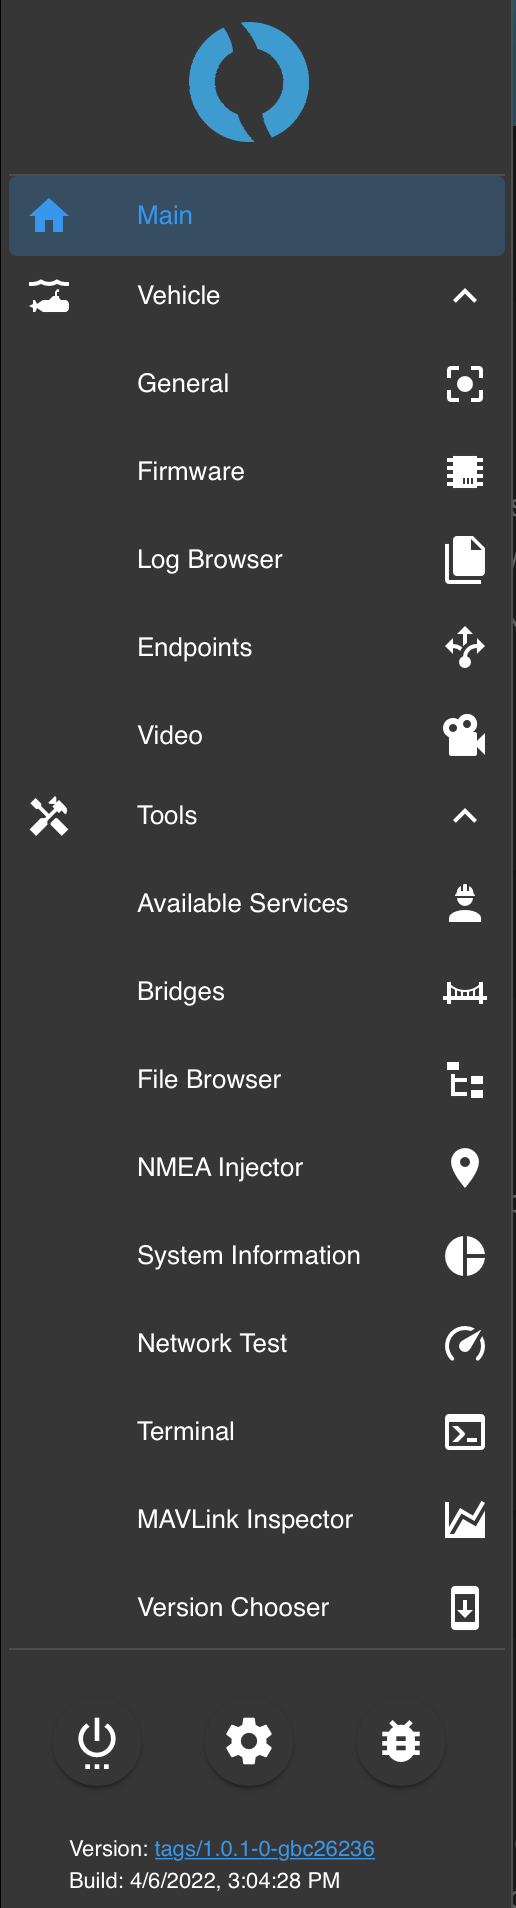 Main
Vehicle
General
Firmware
Log Browser
Endpoints
Video
Tools
Available Services
Bridges
File Browser
NMEA Injector
System Information
Network Test
Terminal
MAVLink Inspector
Version Chooser
Version: tags/1.0.1-0-gbc26236
Build: 4/6/2022, 3:04:28 PM